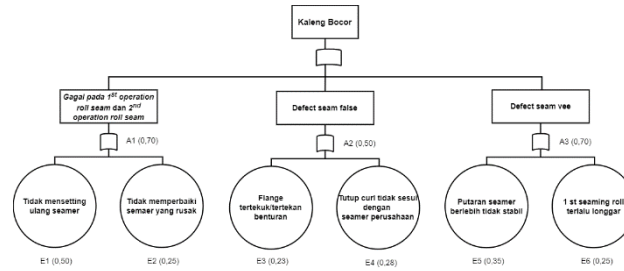 Kaleng Bocor
Gagal pada 1st operation
roll seam dan 2nd
operation roll seam
Defect seam false
Defect seam vee
A1 (0,70)
A2 (0,50)
A3 (0,70)
Tidak mensetting
ulang seamer
Tidak memperbaiki
semaer yang rusak
Flange
tertekuk/tertekan
benturan
Tutup curl tidak sesui
dengan
seamer perusahaan
Putaran seamer
berlebih tidak stabil
1 st seaming roll
terlalu longgar
E1 (0,50)
E2 (0,25)
E3 (0,23)
E4 (0,28)
E5 (0,35)
E6 (0,25)